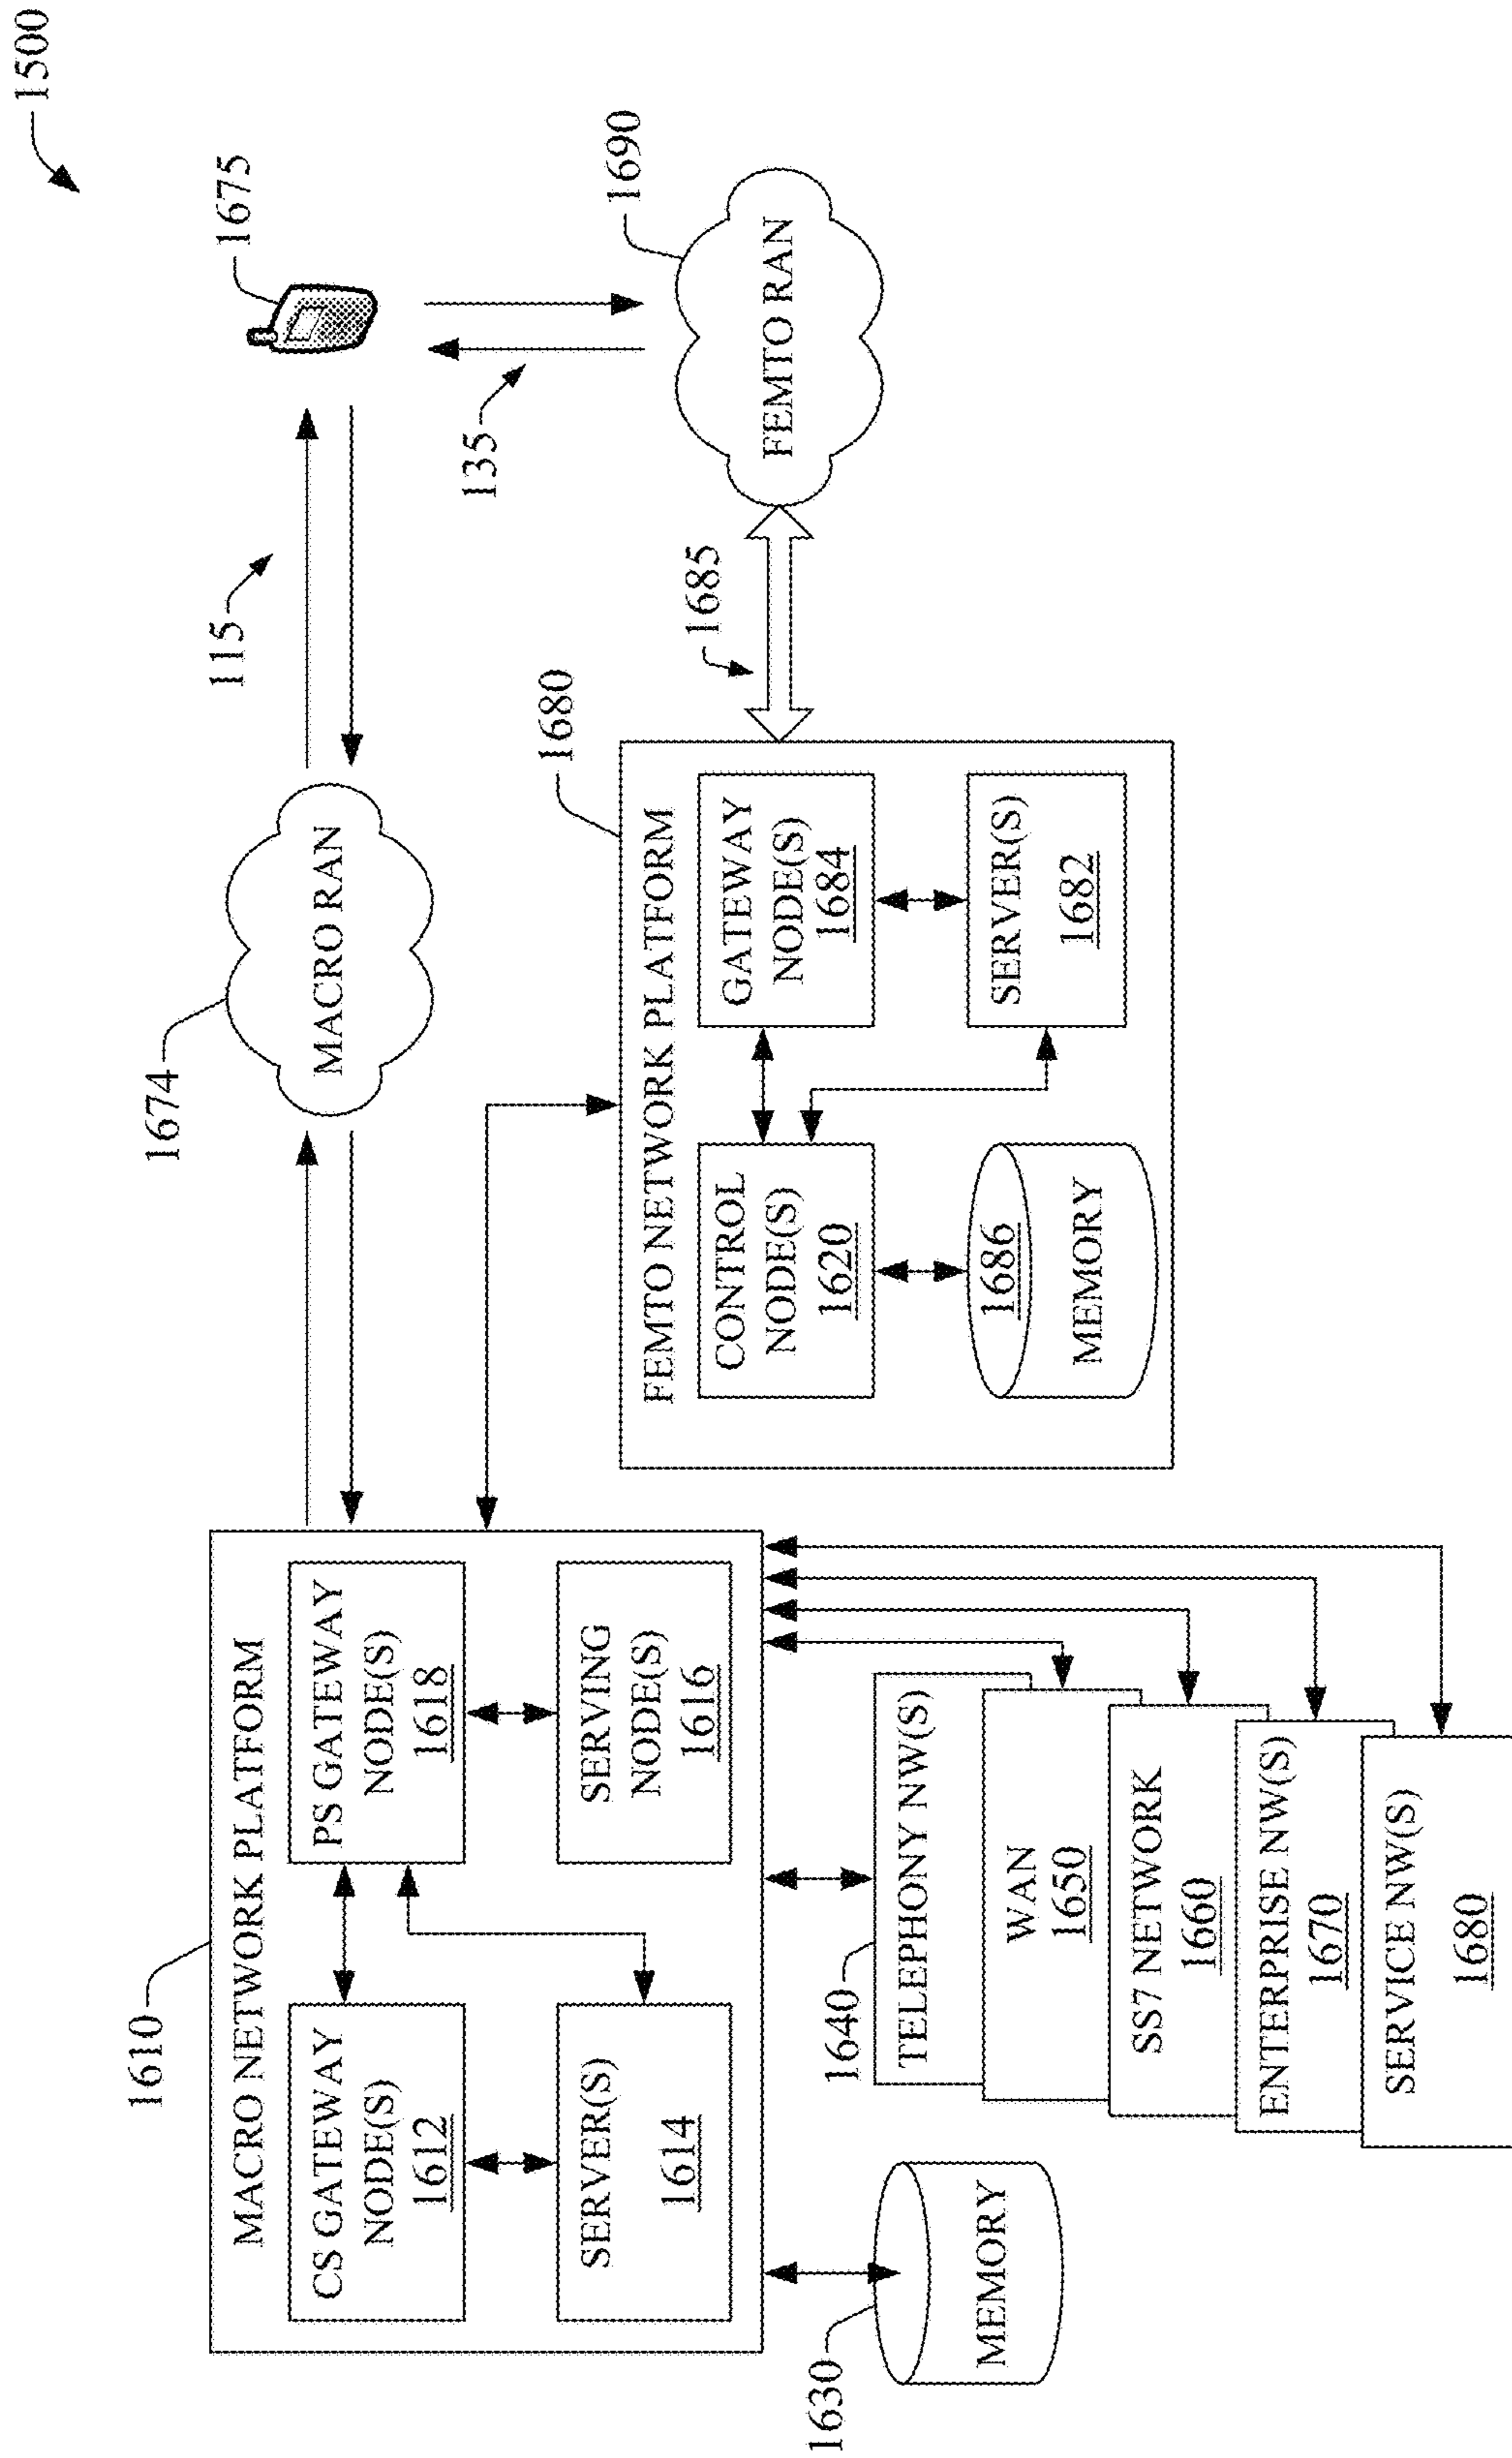 1500
1675
115
1674
MACRO RAN
135
1690
FEMTO RAN
1685
1680
FEMTO NETWORK PLATFORM
CONTROL
NODE(S)
1620
GATEWAY
NODE(S)
1684
1686
MEMORY
SERVER(S)
1682
1610
MACRO NETWORK PLATFORM
CS GATEWAY
NODE(S)
1612
PS GATEWAY
NODE(S)
1618
SERVER(S)
1614
SERVING
NODE(S)
1616
1630
MEMORY
1640
TELEPHONY NW(S)
WAN
1650
SS7 NETWORK
1660
ENTERPRISE NW(S)
1670
SERVICE NW(S)
1680